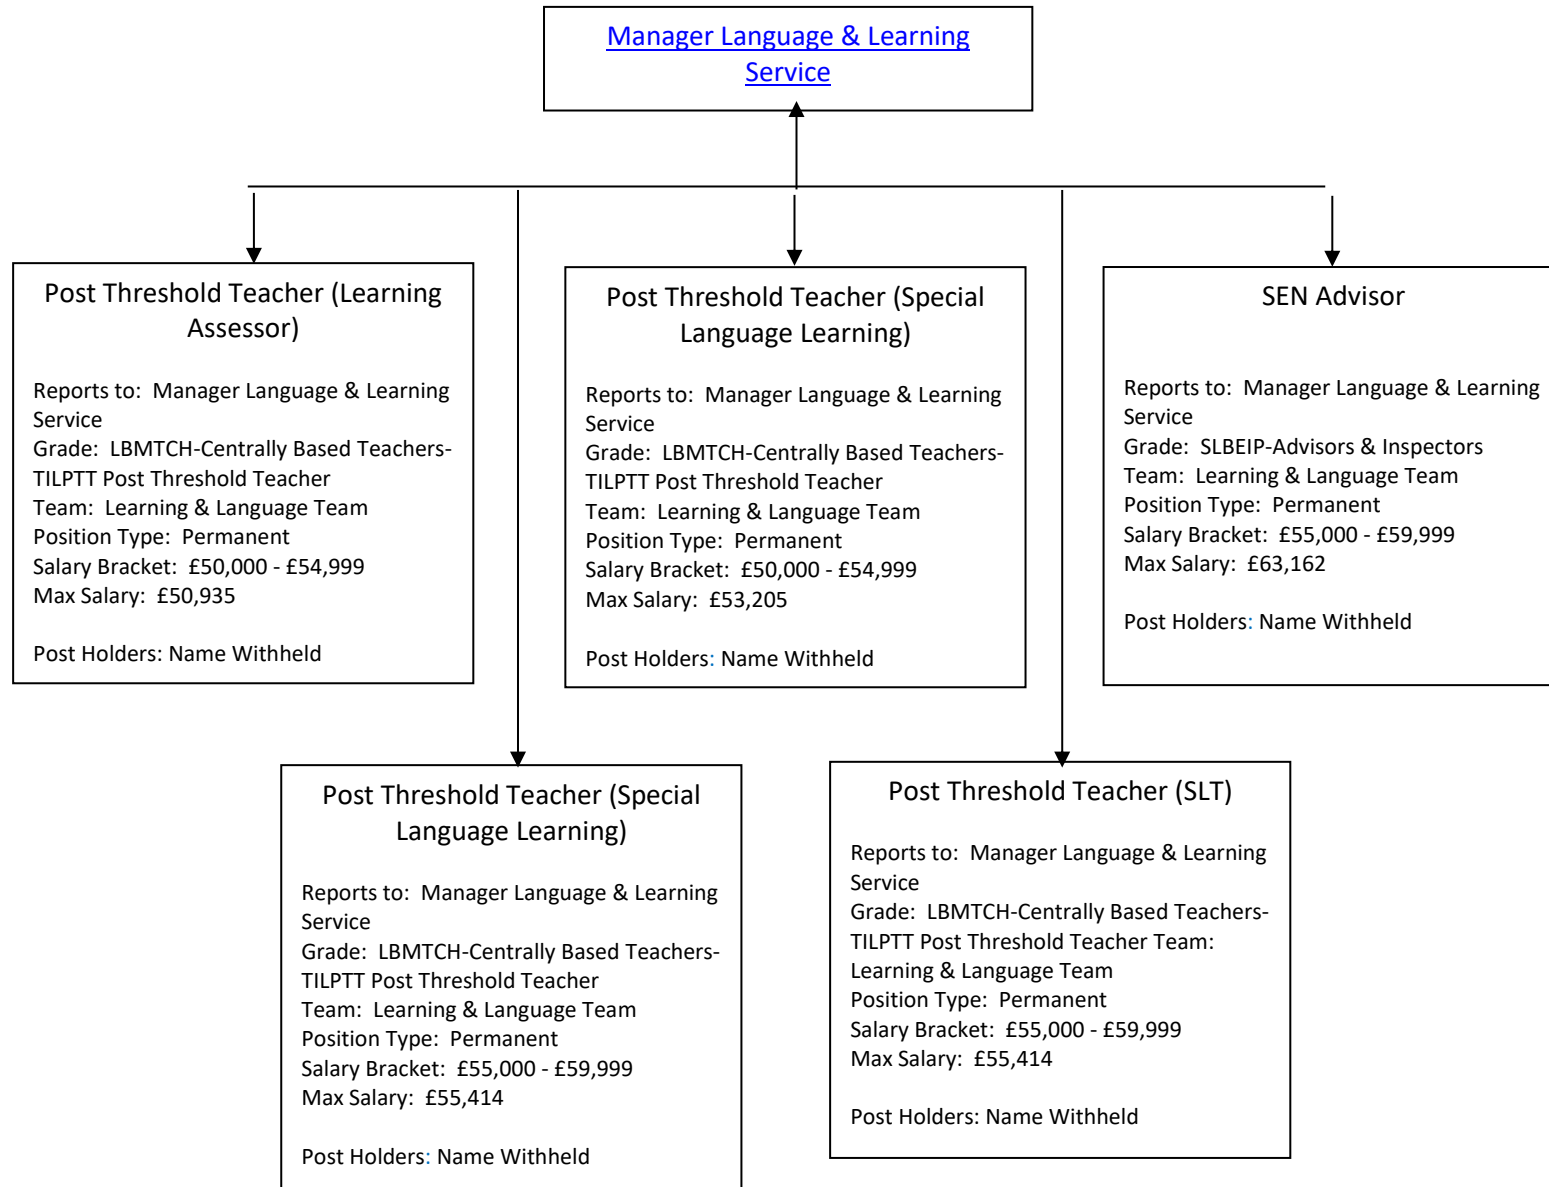 Manager Language & Learning
Service
Post Threshold Teacher (Learning
Assessor)
Reports to:  Manager Language & Learning
Service
Grade:  LBMTCH-Centrally Based Teachers-
TILPTT Post Threshold Teacher
Team:  Learning & Language Team
Position Type:  Permanent
Salary Bracket:  £50,000 - £54,999
Max Salary:  £50,935
Post Holders: Name Withheld
Post Threshold Teacher (Special
Language Learning)
Reports to:  Manager Language & Learning
Service
Grade:  LBMTCH-Centrally Based Teachers-
TILPTT Post Threshold Teacher
Team:  Learning & Language Team
Position Type:  Permanent
Salary Bracket:  £50,000 - £54,999
Max Salary:  £53,205
Post Holders: Name Withheld
SEN Advisor
Reports to:  Manager Language & Learning
Service
Grade:  SLBEIP-Advisors & Inspectors
Team:  Learning & Language Team
Position Type:  Permanent
Salary Bracket:  £55,000 - £59,999
Max Salary:  £63,162
Post Holders: Name Withheld
Post Threshold Teacher (Special
Language Learning)
Reports to:  Manager Language & Learning
Service
Grade:  LBMTCH-Centrally Based Teachers-
TILPTT Post Threshold Teacher
Team:  Learning & Language Team
Position Type:  Permanent
Salary Bracket:  £55,000 - £59,999
Max Salary:  £55,414
Post Holders: Name Withheld
Post Threshold Teacher (SLT)
Reports to:  Manager Language & Learning
Service
Grade:  LBMTCH-Centrally Based Teachers-
TILPTT Post Threshold Teacher Team:
Learning & Language Team
Position Type:  Permanent
Salary Bracket:  £55,000 - £59,999
Max Salary:  £55,414
Post Holders: Name Withheld